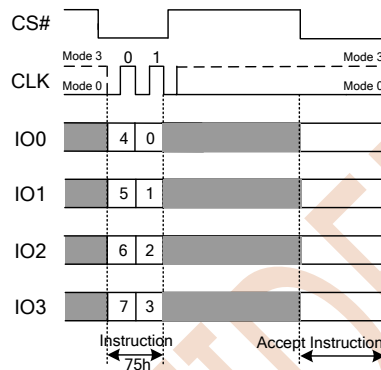 CS#
Mode 3 0 1 Mode 3
CLK
Mode 0 Mode 0
IO0 4 0
IO1 5 1
IO2 6 2
IO3 7 3
Instruction Accept Instruction
75h